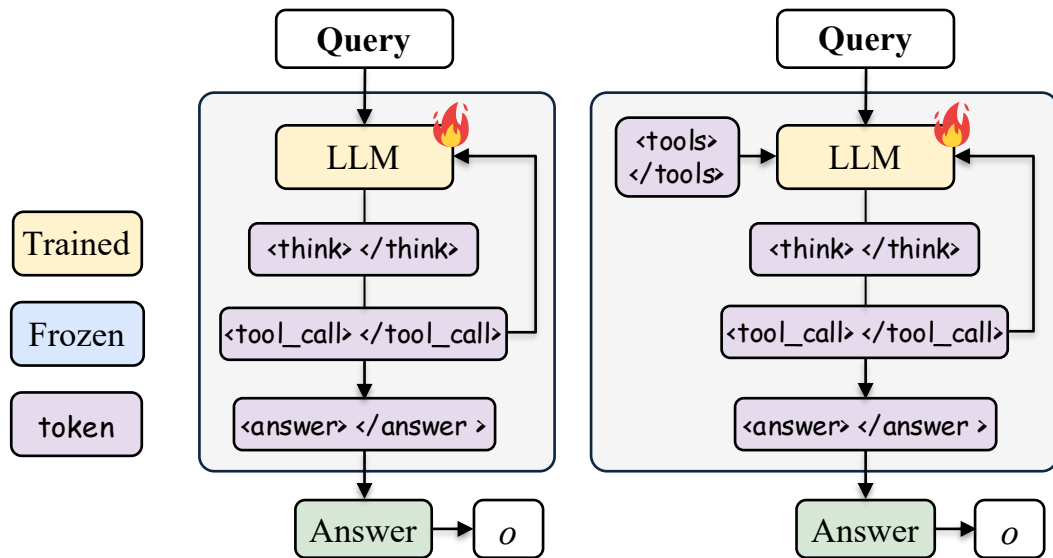 Query
LLM
<think> </think>
<tool_call> </tool_call>
<answer> </answer >
Answer
o
Trained
Frozen
token
Query
<tools>
</tools>
LLM
<think> </think>
<tool_call> </tool_call>
<answer> </answer >
Answer
o